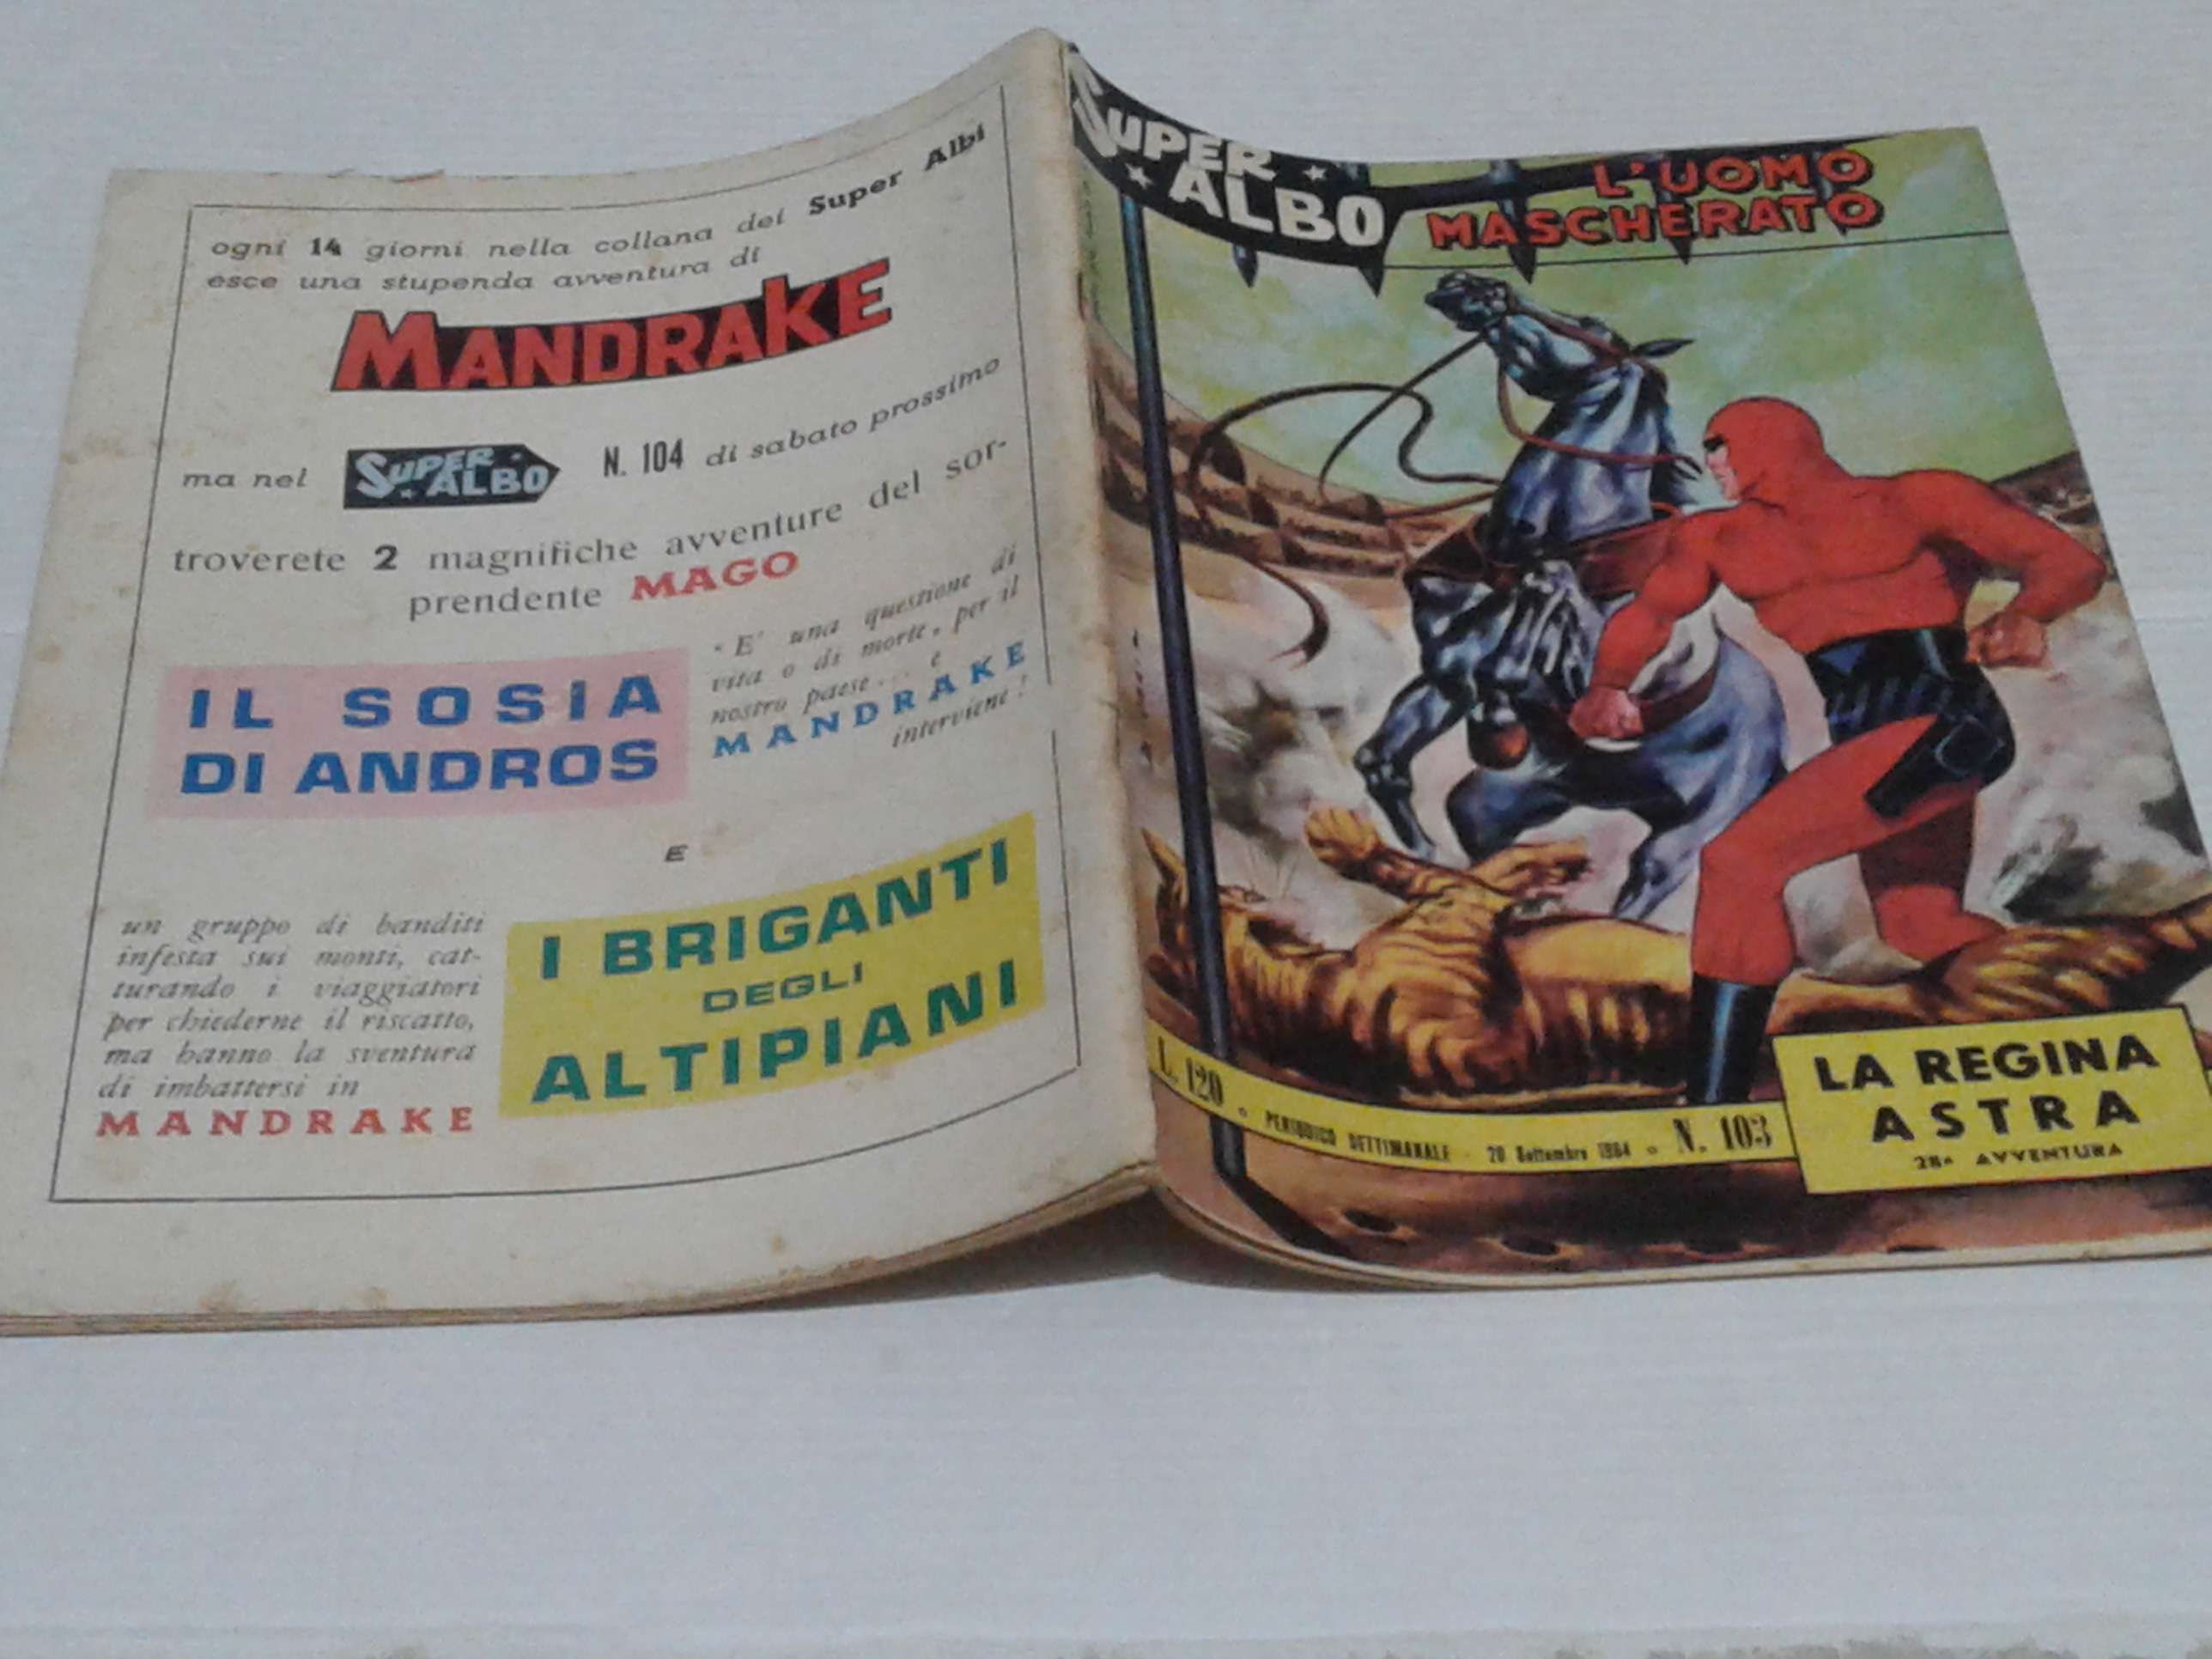 ogni 14 giorni nella collana dei Super Albi
esce una stupenda avventura di
MANDRAKE
ma nel SUPER ALBO N. 104 di sabato prossimo
troverete 2 magnifiche avventure del sor-
prendente MAGO
IL SOSIA
DI ANDROS
« E' una questione di
vita o di morte, per il
nostro paese... e
MANDRAKE
interviene !
E
un gruppo di banditi
infesta sui monti, cat-
turando i viaggiatori
per chiederne il riscatto,
ma hanno la sventura
di imbattersi in
MANDRAKE
I BRIGANTI
DEGLI
ALTIPIANI
SUPER
ALBO
L'UOMO
MASCHERATO
L. 120 • PERIODICO SETTIMANALE - 20 Settembre 1964 • N. 103
LA REGINA
ASTRA
28ª AVVENTURA